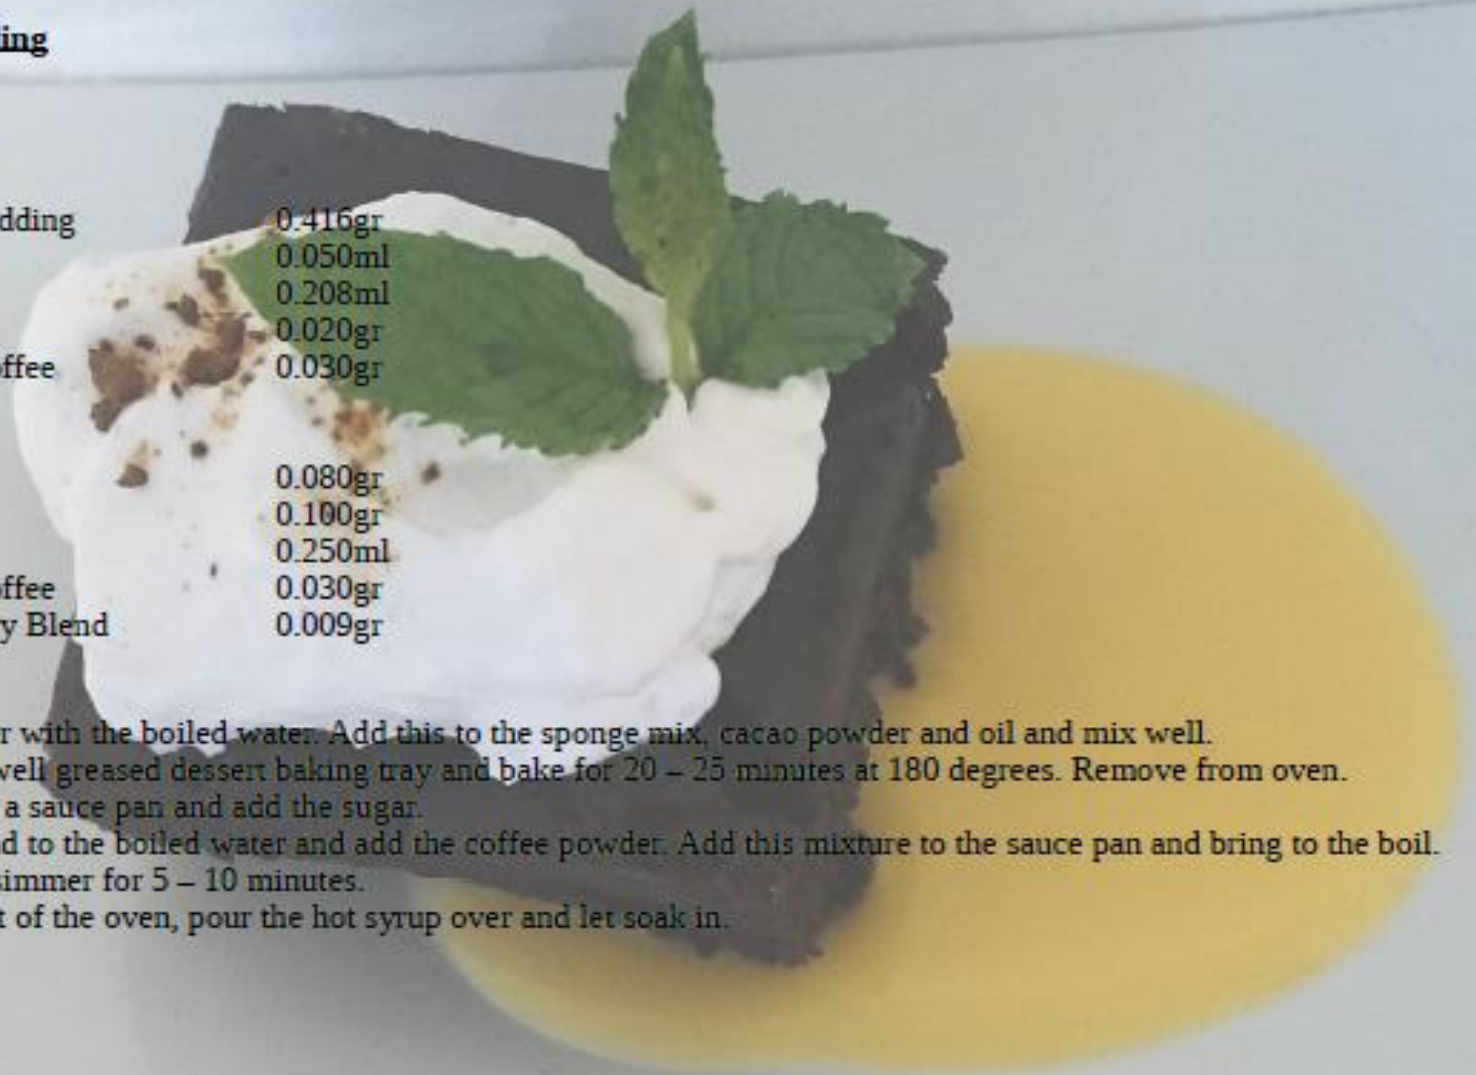 ing
dding 0.416gr
0.050ml
0.208ml
0.020gr
ffee 0.030gr
0.080gr
0.100gr
0.250ml
ffee 0.030gr
y Blend 0.009gr
r with the boiled water. Add this to the sponge mix, cacao powder and oil and mix well.
well greased dessert baking tray and bake for 20 – 25 minutes at 180 degrees. Remove from oven.
a sauce pan and add the sugar.
d to the boiled water and add the coffee powder. Add this mixture to the sauce pan and bring to the boil.
simmer for 5 – 10 minutes.
t of the oven, pour the hot syrup over and let soak in.